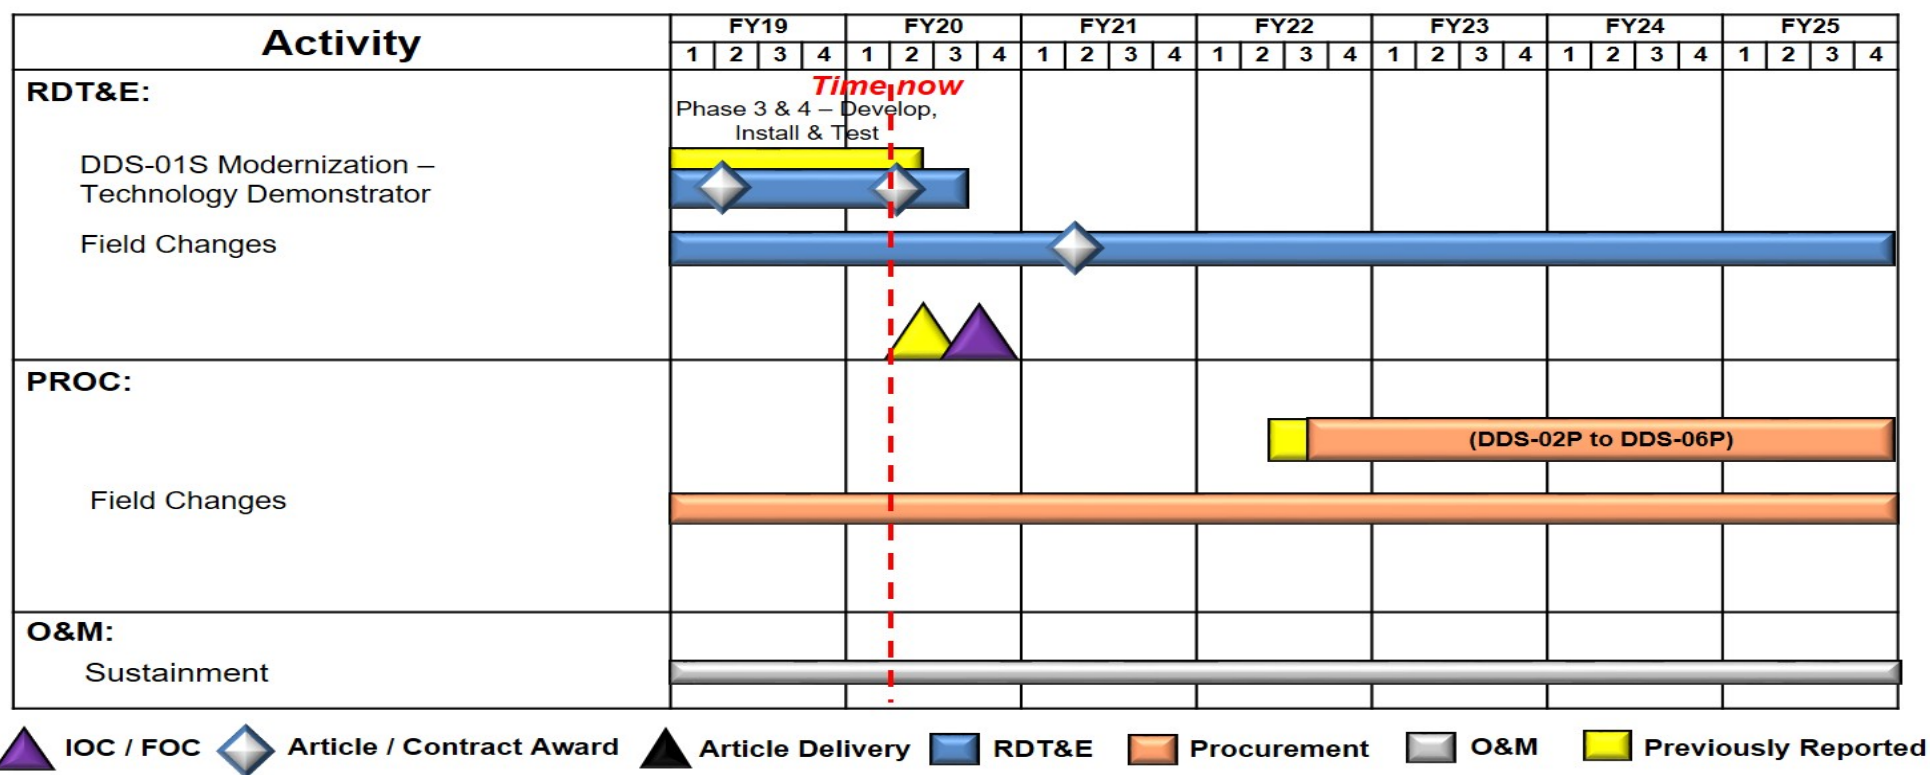 Activity
FY19 FY20 FY21 FY22 FY23 FY24 FY25
1 2 3 4 1 2 3 4 1 2 3 4 1 2 3 4 1 2 3 4 1 2 3 4 1 2 3 4
RDT&E:
Time now
Phase 3 & 4 – Develop,
Install & Test
DDS-01S Modernization –
Technology Demonstrator
Field Changes
PROC:
(DDS-02P to DDS-06P)
Field Changes
O&M:
Sustainment
IOC / FOC Article / Contract Award Article Delivery RDT&E Procurement O&M Previously Reported